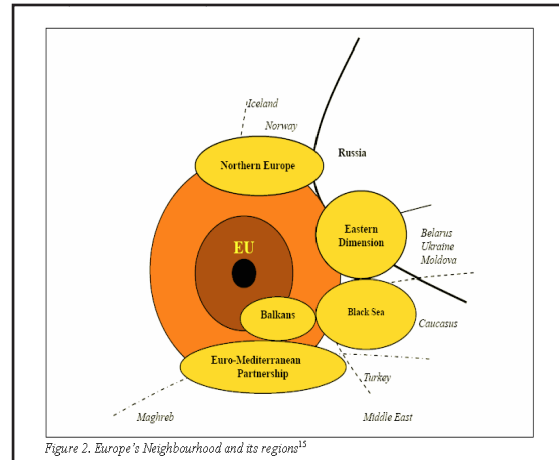 Iceland
Norway
Russia
Northern Europe
Eastern
Dimension
Belarus
Ukraine
Moldova
EU
Balkans
Black Sea
Caucasus
Euro-Mediterranean
Partnership
Turkey
Maghreb
Middle East
Figure 2. Europe's Neighbourhood and its regions15